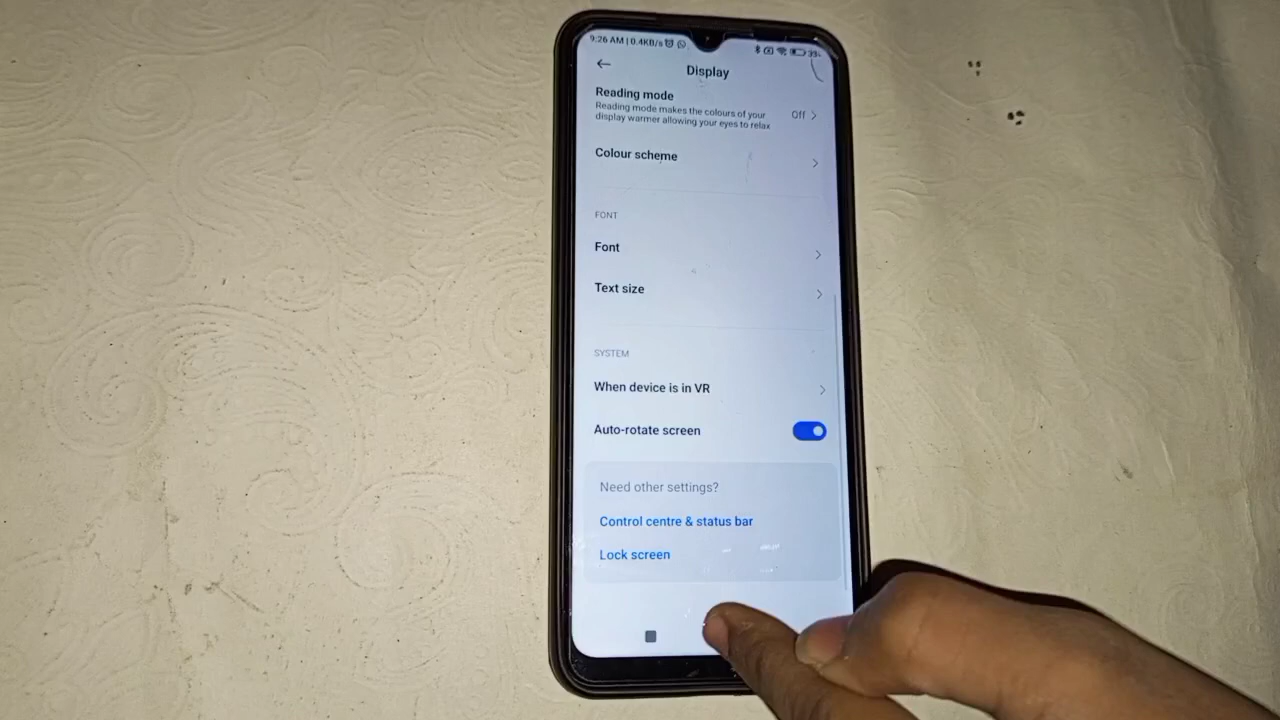 9:26 AM | 0.4KB/s
Display
Reading mode
Reading mode makes the colours of your
display warmer allowing your eyes to relax
Off
Colour scheme
FONT
Font
Text size
SYSTEM
When device is in VR
Auto-rotate screen
Need other settings?
Control centre & status bar
Lock screen